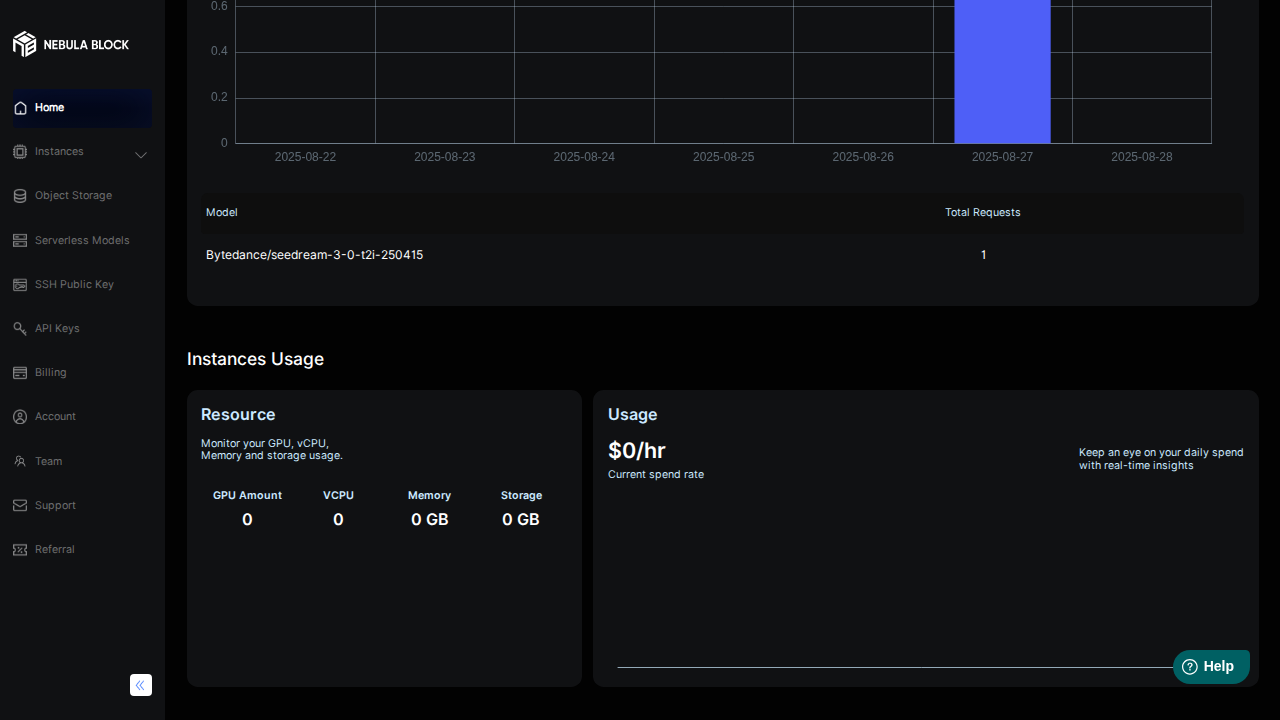 NEBULA BLOCK
Home
Instances
Object Storage
Serverless Models
SSH Public Key
API Keys
Billing
Account
Team
Support
Referral
0.6
0.4
0.2
0
2025-08-22 2025-08-23 2025-08-24 2025-08-25 2025-08-26 2025-08-27 2025-08-28
Model Total Requests
Bytedance/seedream-3-0-t2i-250415 1
Instances Usage
Resource
Monitor your GPU, vCPU,
Memory and storage usage.
GPU Amount VCPU Memory Storage
0 0 0 GB 0 GB
Usage
$0/hr
Current spend rate
Keep an eye on your daily spend
with real-time insights
Help